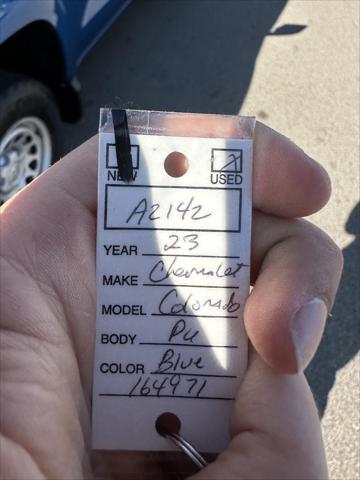 NEW USED
A2142
YEAR 23
MAKE Chevrolet
MODEL Colorado
BODY PU
COLOR Blue
164971